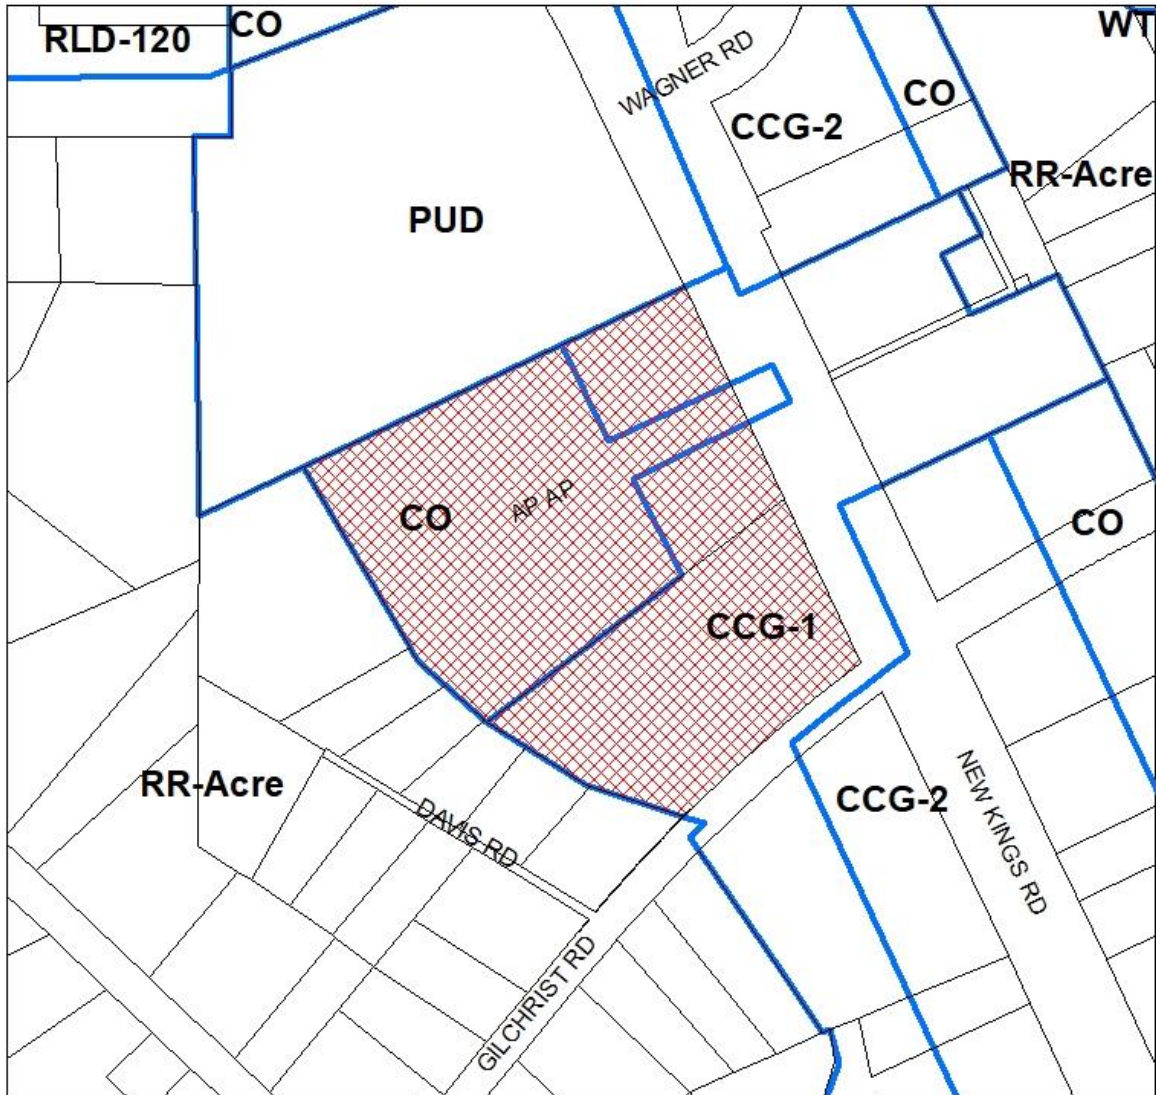 CO
RLD-120
WT
WAGNER RD
CO
CCG-2
RR-Acre
PUD
AP AP
CO
CO
CCG-1
RR-Acre
CCG-2
DAVIS RD
NEW KINGS RD
GILCHRIST RD